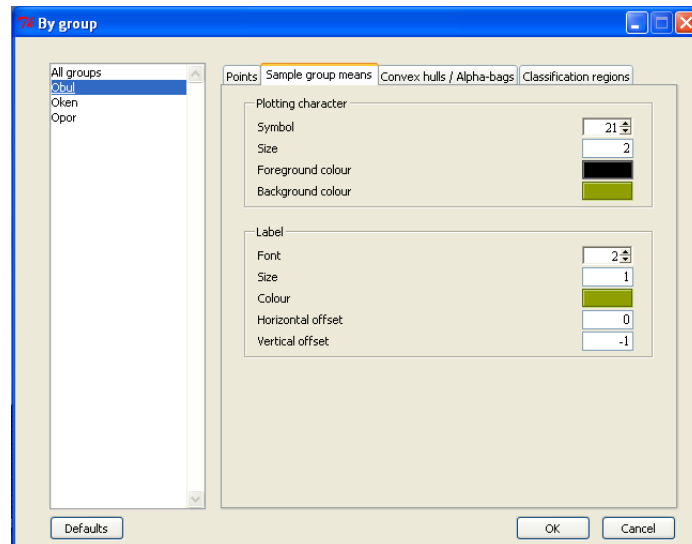 By group
All groups
Obul
Oken
Opor
Points Sample group means Convex hulls / Alpha-bags Classification regions
Plotting character
Symbol 21
Size 2
Foreground colour
Background colour
Label
Font 2
Size 1
Colour
Horizontal offset 0
Vertical offset -1
Defaults OK Cancel